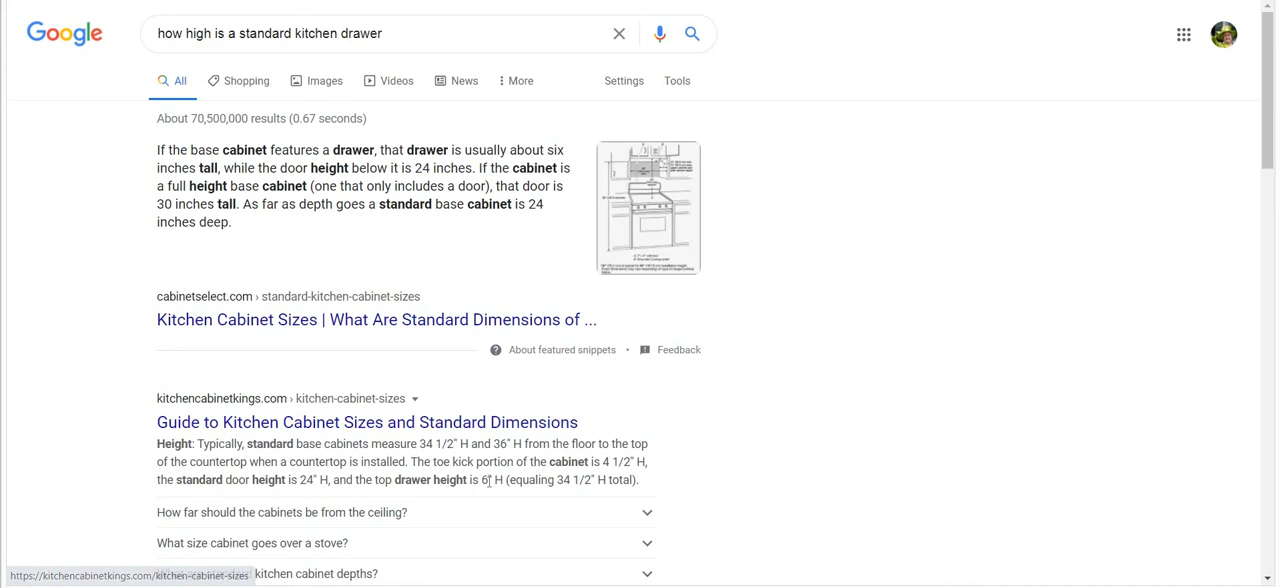 Google
how high is a standard kitchen drawer
All Shopping Images Videos News More Settings Tools
About 70,500,000 results (0.67 seconds)
If the base cabinet features a drawer, that drawer is usually about six
inches tall, while the door height below it is 24 inches. If the cabinet is
a full height base cabinet (one that only includes a door), that door is
30 inches tall. As far as depth goes a standard base cabinet is 24
inches deep.
cabinetselect.com › standard-kitchen-cabinet-sizes
Kitchen Cabinet Sizes | What Are Standard Dimensions of ...
About featured snippets • Feedback
kitchencabinetkings.com › kitchen-cabinet-sizes
Guide to Kitchen Cabinet Sizes and Standard Dimensions
Height: Typically, standard base cabinets measure 34 1/2" H and 36" H from the floor to the top
of the countertop when a countertop is installed. The toe kick portion of the cabinet is 4 1/2" H,
the standard door height is 24" H, and the top drawer height is 6" H (equaling 34 1/2" H total).
How far should the cabinets be from the ceiling?
What size cabinet goes over a stove?
kitchen cabinet depths?
https://kitchencabinetkings.com/kitchen-cabinet-sizes